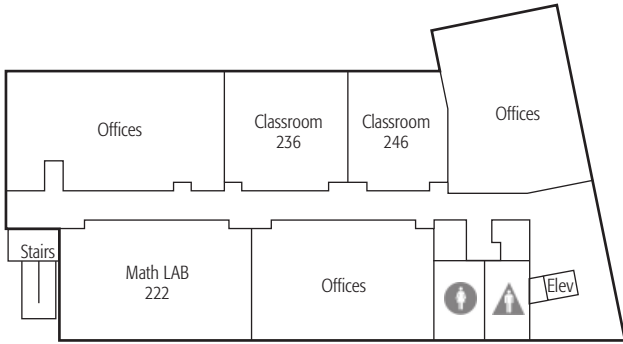 Offices
Classroom
236
Classroom
246
Offices
Stairs
Math LAB
222
Offices
Elev